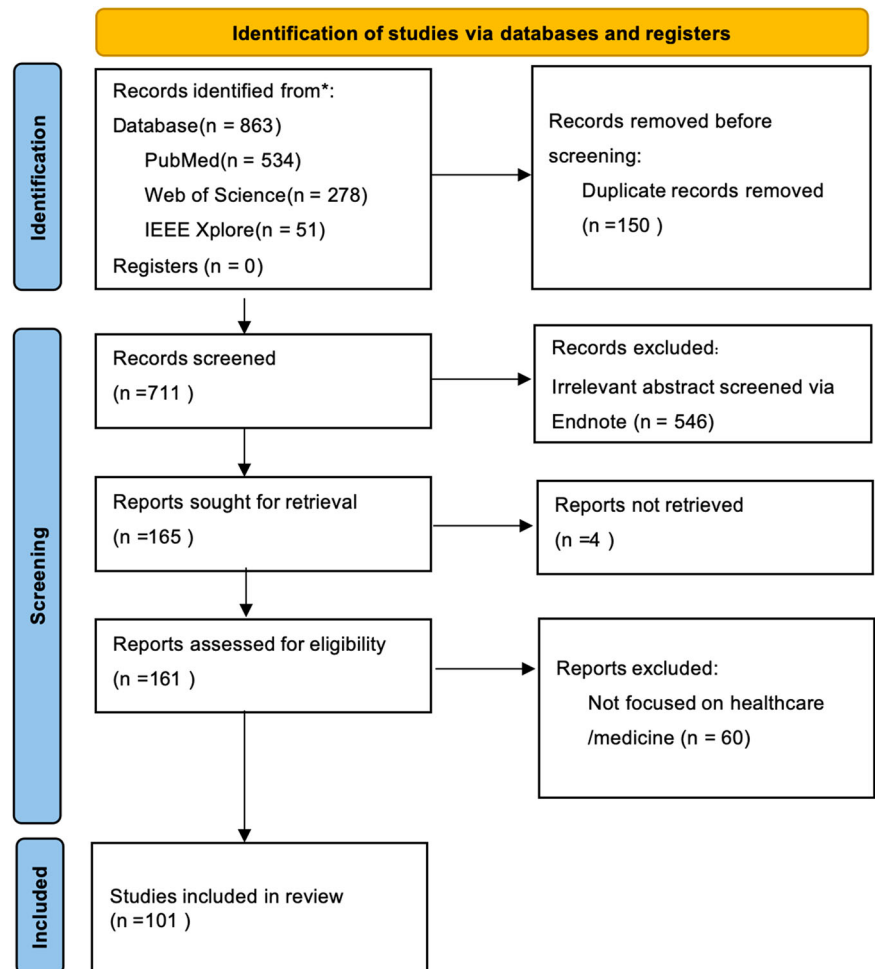 Identification of studies via databases and registers
Identification
Records identified from*:
Database(n = 863)
PubMed(n = 534)
Web of Science(n = 278)
IEEE Xplore(n = 51)
Registers (n = 0)
Records removed before
screening:
Duplicate records removed
(n =150 )
Screening
Records screened
(n =711 )
Records excluded:
Irrelevant abstract screened via
Endnote (n = 546)
Reports sought for retrieval
(n =165 )
Reports not retrieved
(n =4 )
Reports assessed for eligibility
(n =161 )
Reports excluded:
Not focused on healthcare
/medicine (n = 60)
Included
Studies included in review
(n =101 )